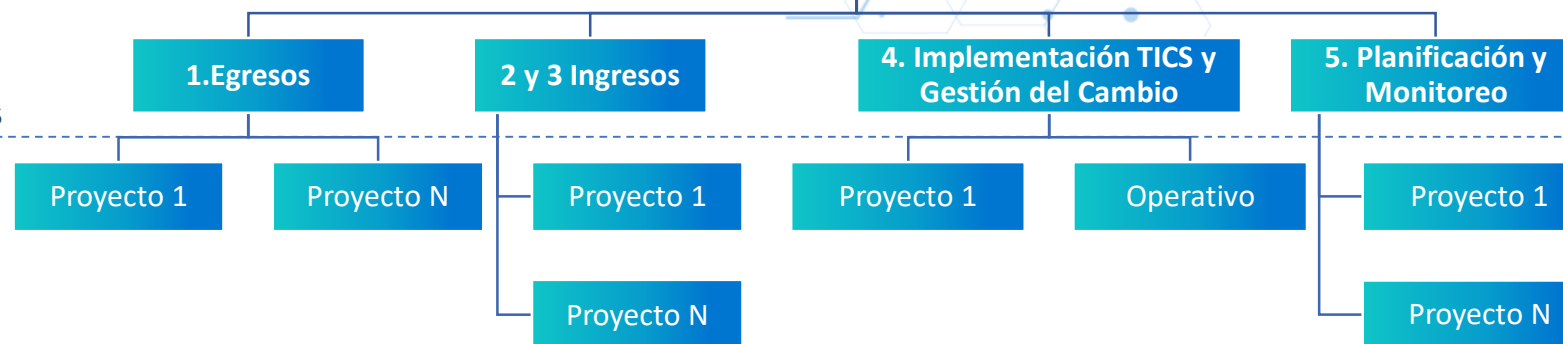 1.Egresos
2 y 3 Ingresos
4. Implementación TICS y
Gestión del Cambio
5. Planificación y
Monitoreo
Proyecto 1
Proyecto N
Proyecto 1
Proyecto 1
Operativo
Proyecto 1
Proyecto N
Proyecto N